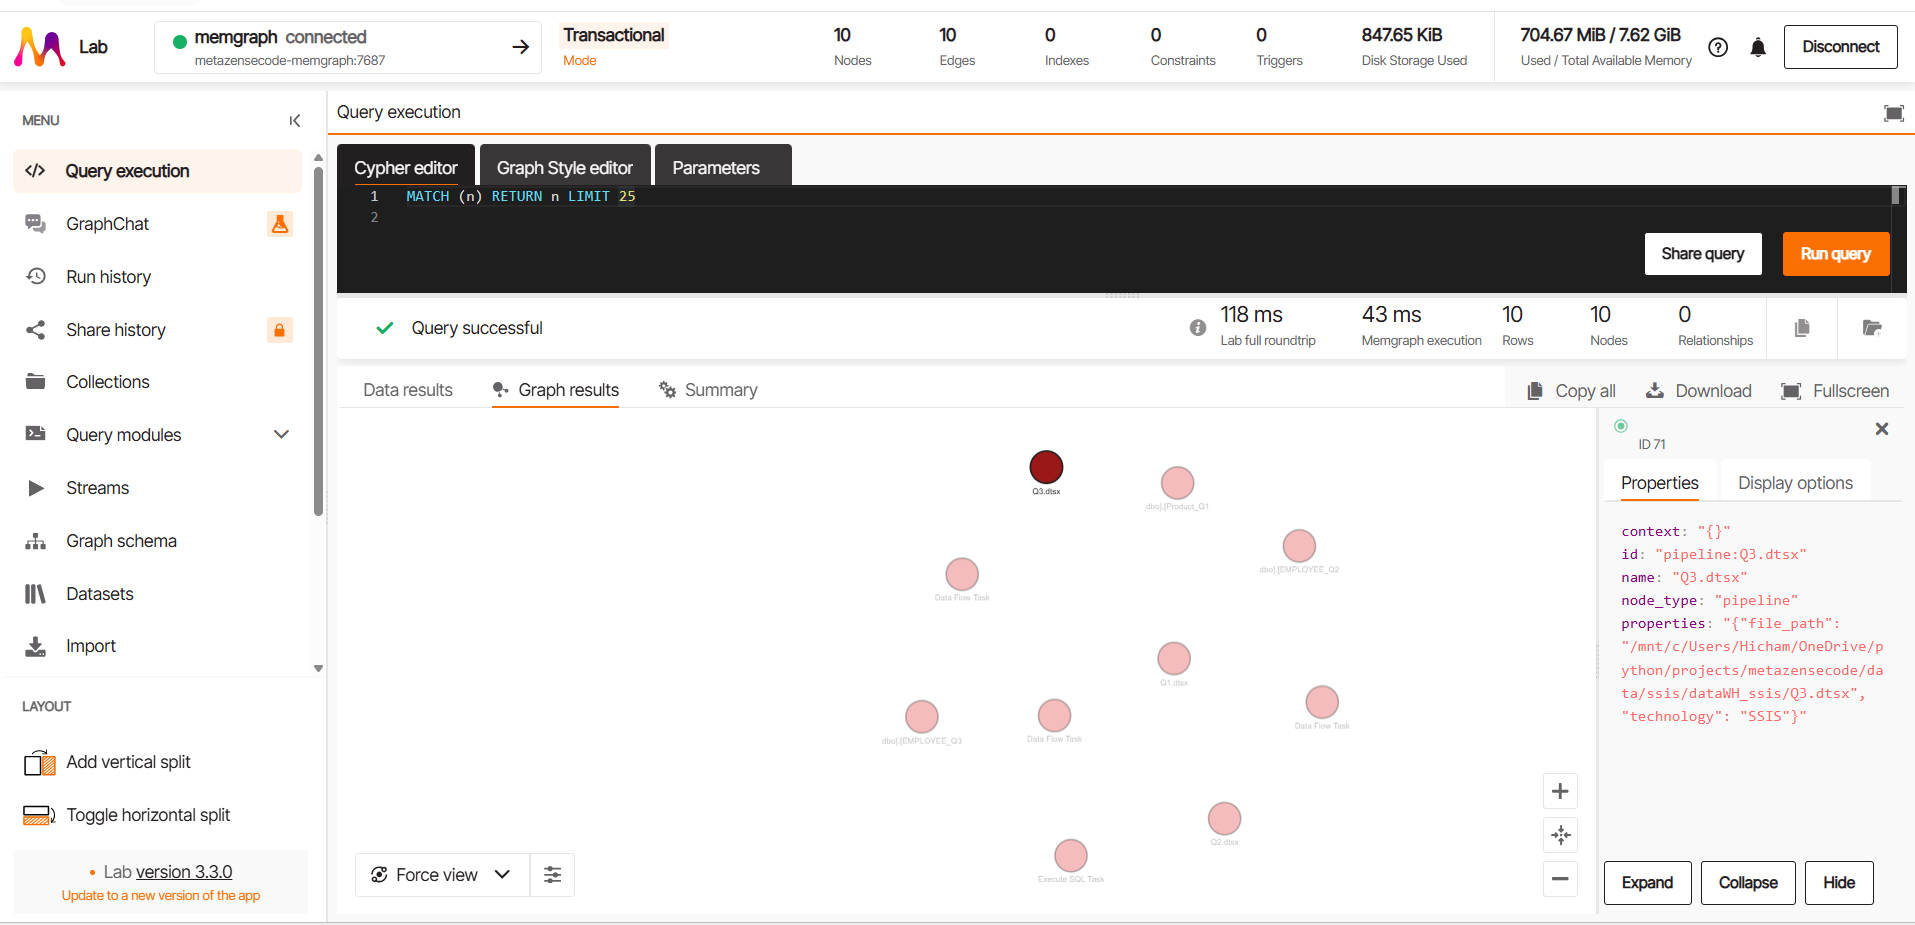 Lab
memgraph connected
metazensecode-memgraph:7687
Transactional
Mode
10
Nodes
10
Edges
0
Indexes
0
Constraints
0
Triggers
847.65 KiB
Disk Storage Used
704.67 MiB / 7.62 GiB
Used / Total Available Memory
Disconnect
MENU
Query execution
GraphChat
Run history
Share history
Collections
Query modules
Streams
Graph schema
Datasets
Import
LAYOUT
Add vertical split
Toggle horizontal split
• Lab version 3.3.0
Update to a new version of the app
Query execution
Cypher editor
Graph Style editor
Parameters
1 MATCH (n) RETURN n LIMIT 25
2
Share query
Run query
Query successful
118 ms
Lab full roundtrip
43 ms
Memgraph execution
10
Rows
10
Nodes
0
Relationships
Data results
Graph results
Summary
Copy all
Download
Fullscreen
Q3.dtsx
dbo].[Product_Q1
dbo].[EMPLOYEE_Q2
Data Flow Task
Q1.dtsx
Data Flow Task
dbo].[EMPLOYEE_Q3
Data Flow Task
Q2.dtsx
Execute SQL Task
Force view
ID 71
Properties
Display options
context: "{}"
id: "pipeline:Q3.dtsx"
name: "Q3.dtsx"
node_type: "pipeline"
properties: "{"file_path":
"/mnt/c/Users/Hicham/OneDrive/p
ython/projects/metazensecode/da
ta/ssis/dataWH_ssis/Q3.dtsx",
"technology": "SSIS"}"
Expand
Collapse
Hide